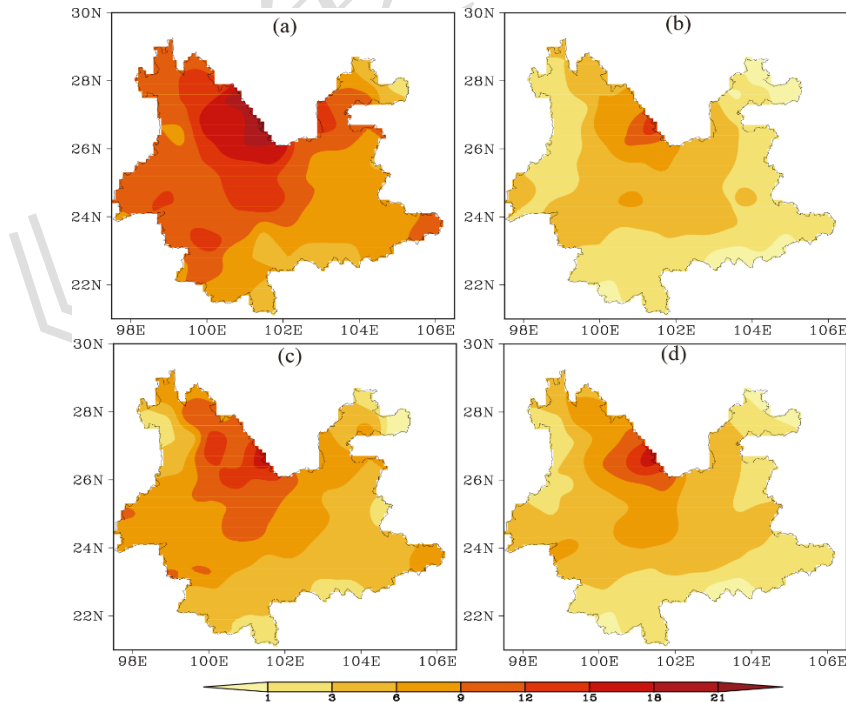 (a) (b)
30N 30N
28N 28N
26N 26N
24N 24N
22N 22N
98E 100E 102E 104E 106E 98E 100E 102E 104E 106E
(c) (d)
30N 30N
28N 28N
26N 26N
24N 24N
22N 22N
98E 100E 102E 104E 106E 98E 100E 102E 104E 106E
1 3 6 9 12 15 18 21